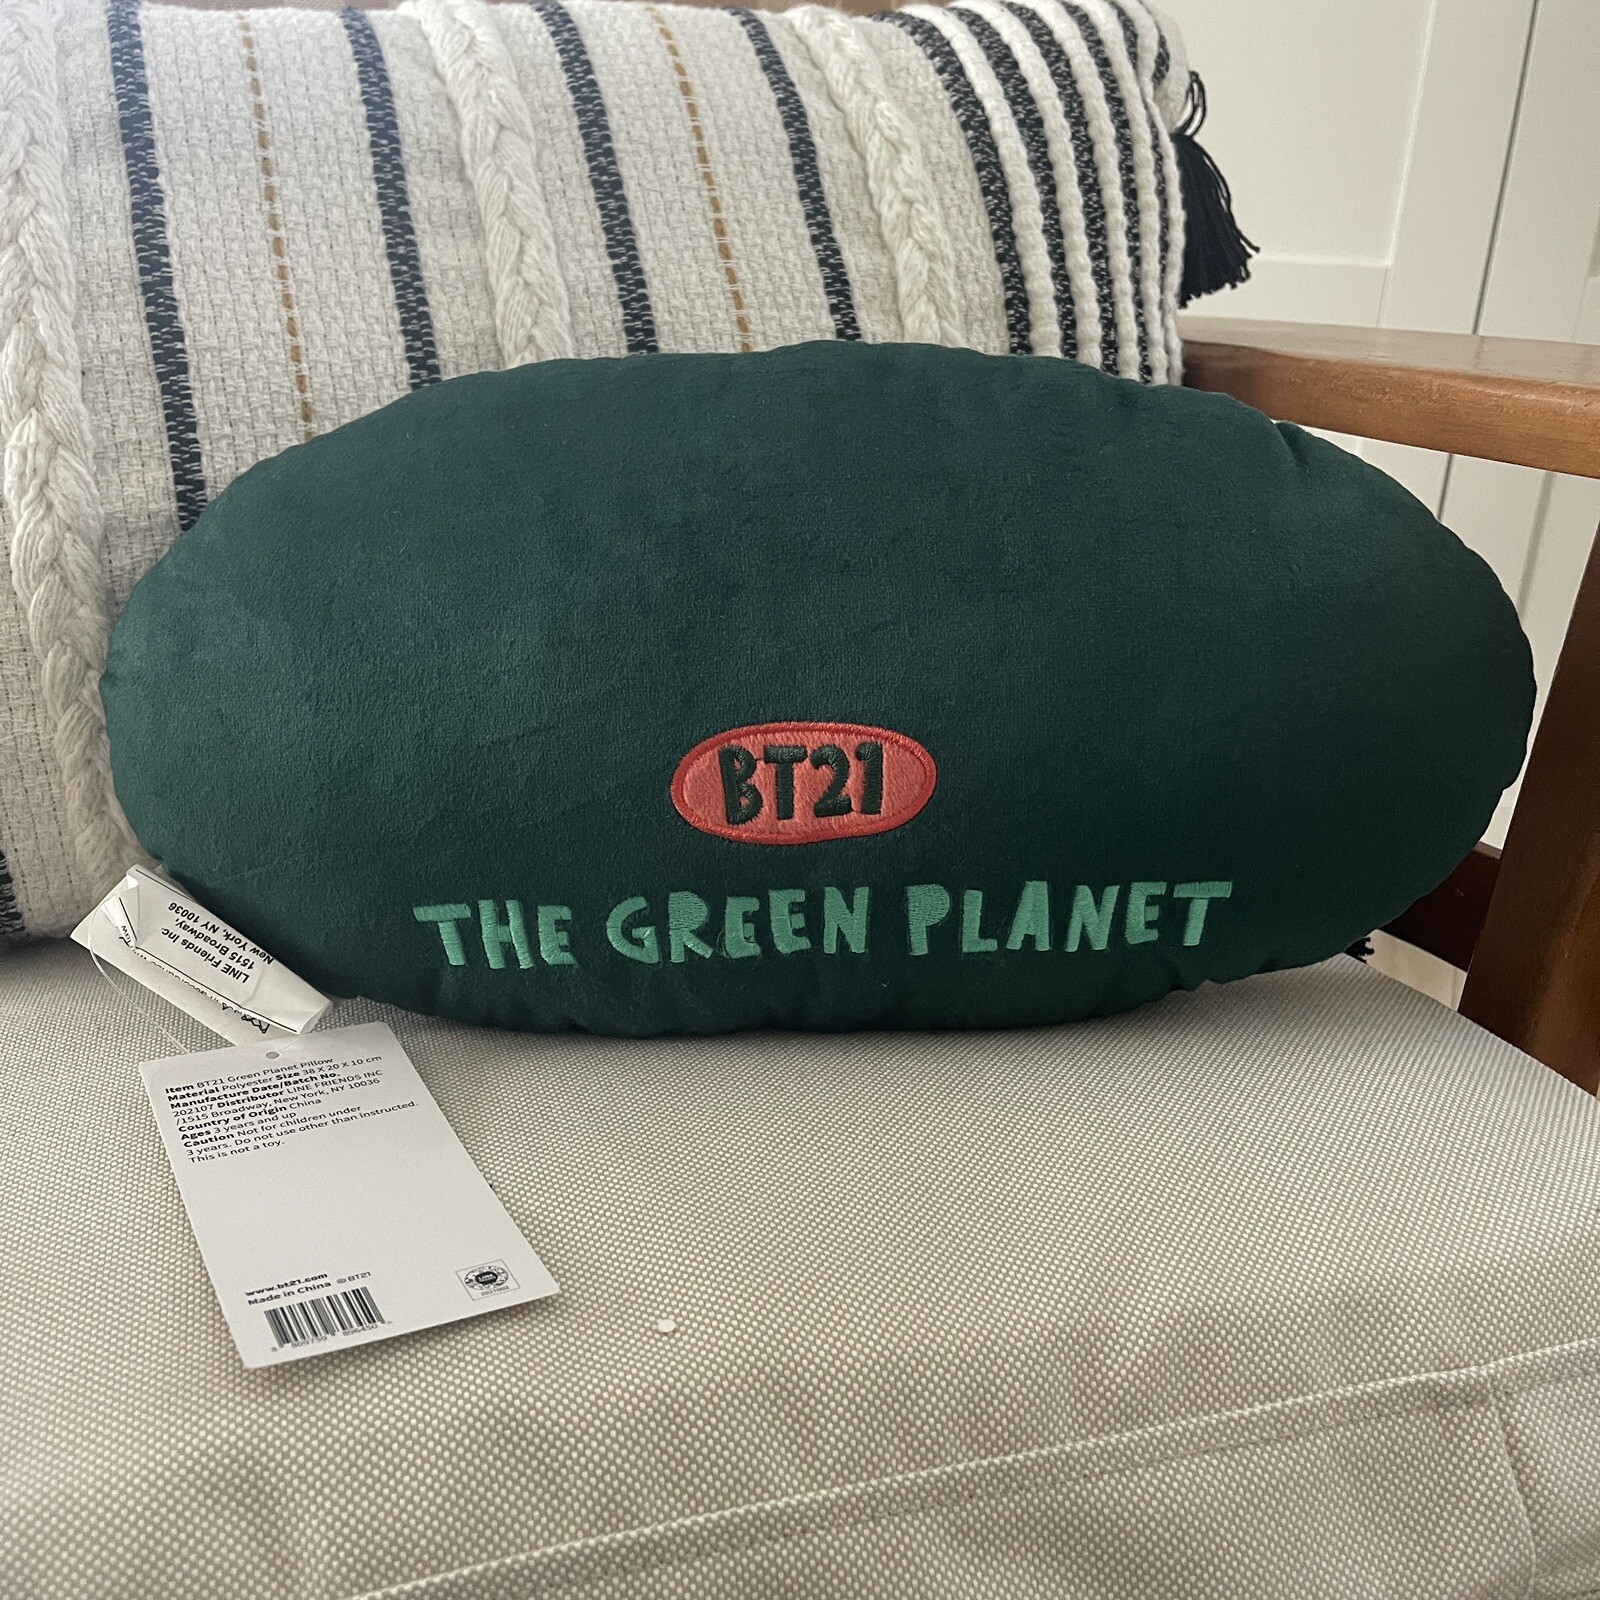 BT21
THE GREEN PLANET
LINE Friends Inc.
1515 Broadway,
New York, NY 10036
Item BT21 Green Planet Pillow
Material Polyester Size 38 X 20 X 10 cm
Manufacture Date/Batch No.
202107 Distributor LINE FRIENDS INC
/1515 Broadway, New York, NY 10036
Country of Origin China
Ages 3 years and up
Caution Not for children under
3 years. Do not use other than instructed.
This is not a toy.
www.bt21.com
Made in China ©BT21